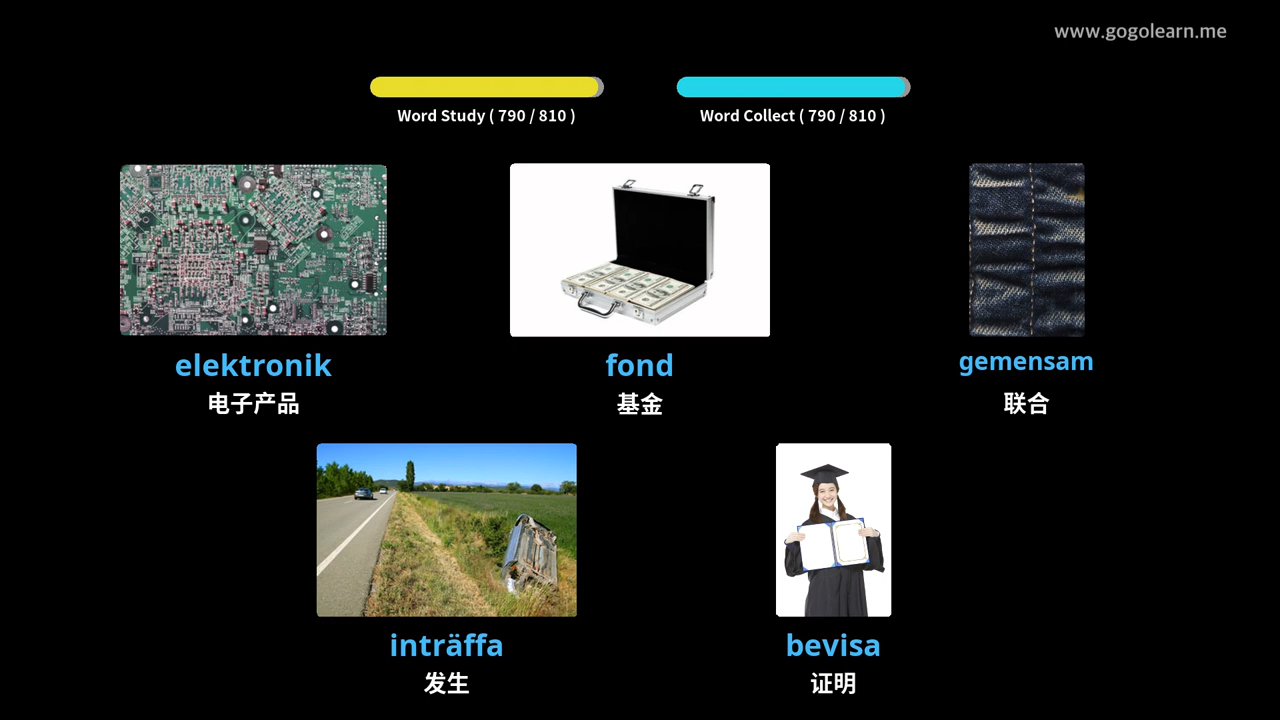 www.gogolearn.me
Word Study ( 790 / 810 )
Word Collect ( 790 / 810 )
elektronik
电子产品
fond
基金
gemensam
联合
inträffa
发生
bevisa
证明